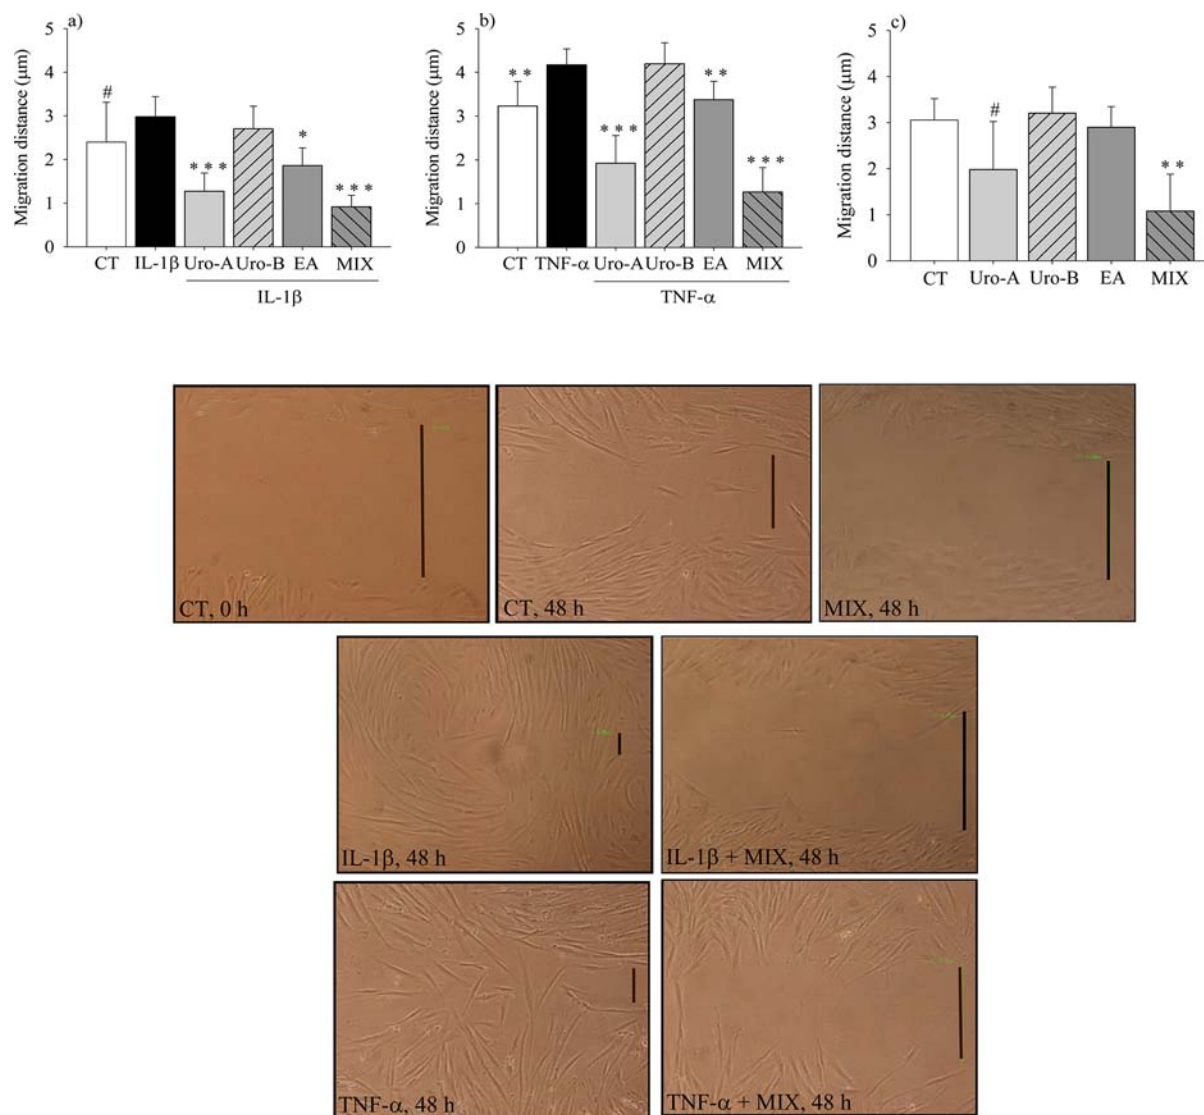 a)
Migration distance (μm)
5
4
3
2
1
0
#
***
*
***
CT IL-1β Uro-A Uro-B EA MIX
IL-1β
b)
Migration distance (μm)
5
4
3
2
1
0
**
***
**
***
CT TNF-α Uro-A Uro-B EA MIX
TNF-α
c)
Migration distance (μm)
5
4
3
2
1
0
#
**
CT Uro-A Uro-B EA MIX
CT, 0 h
CT, 48 h
MIX, 48 h
IL-1β, 48 h
IL-1β + MIX, 48 h
TNF-α, 48 h
TNF-α + MIX, 48 h